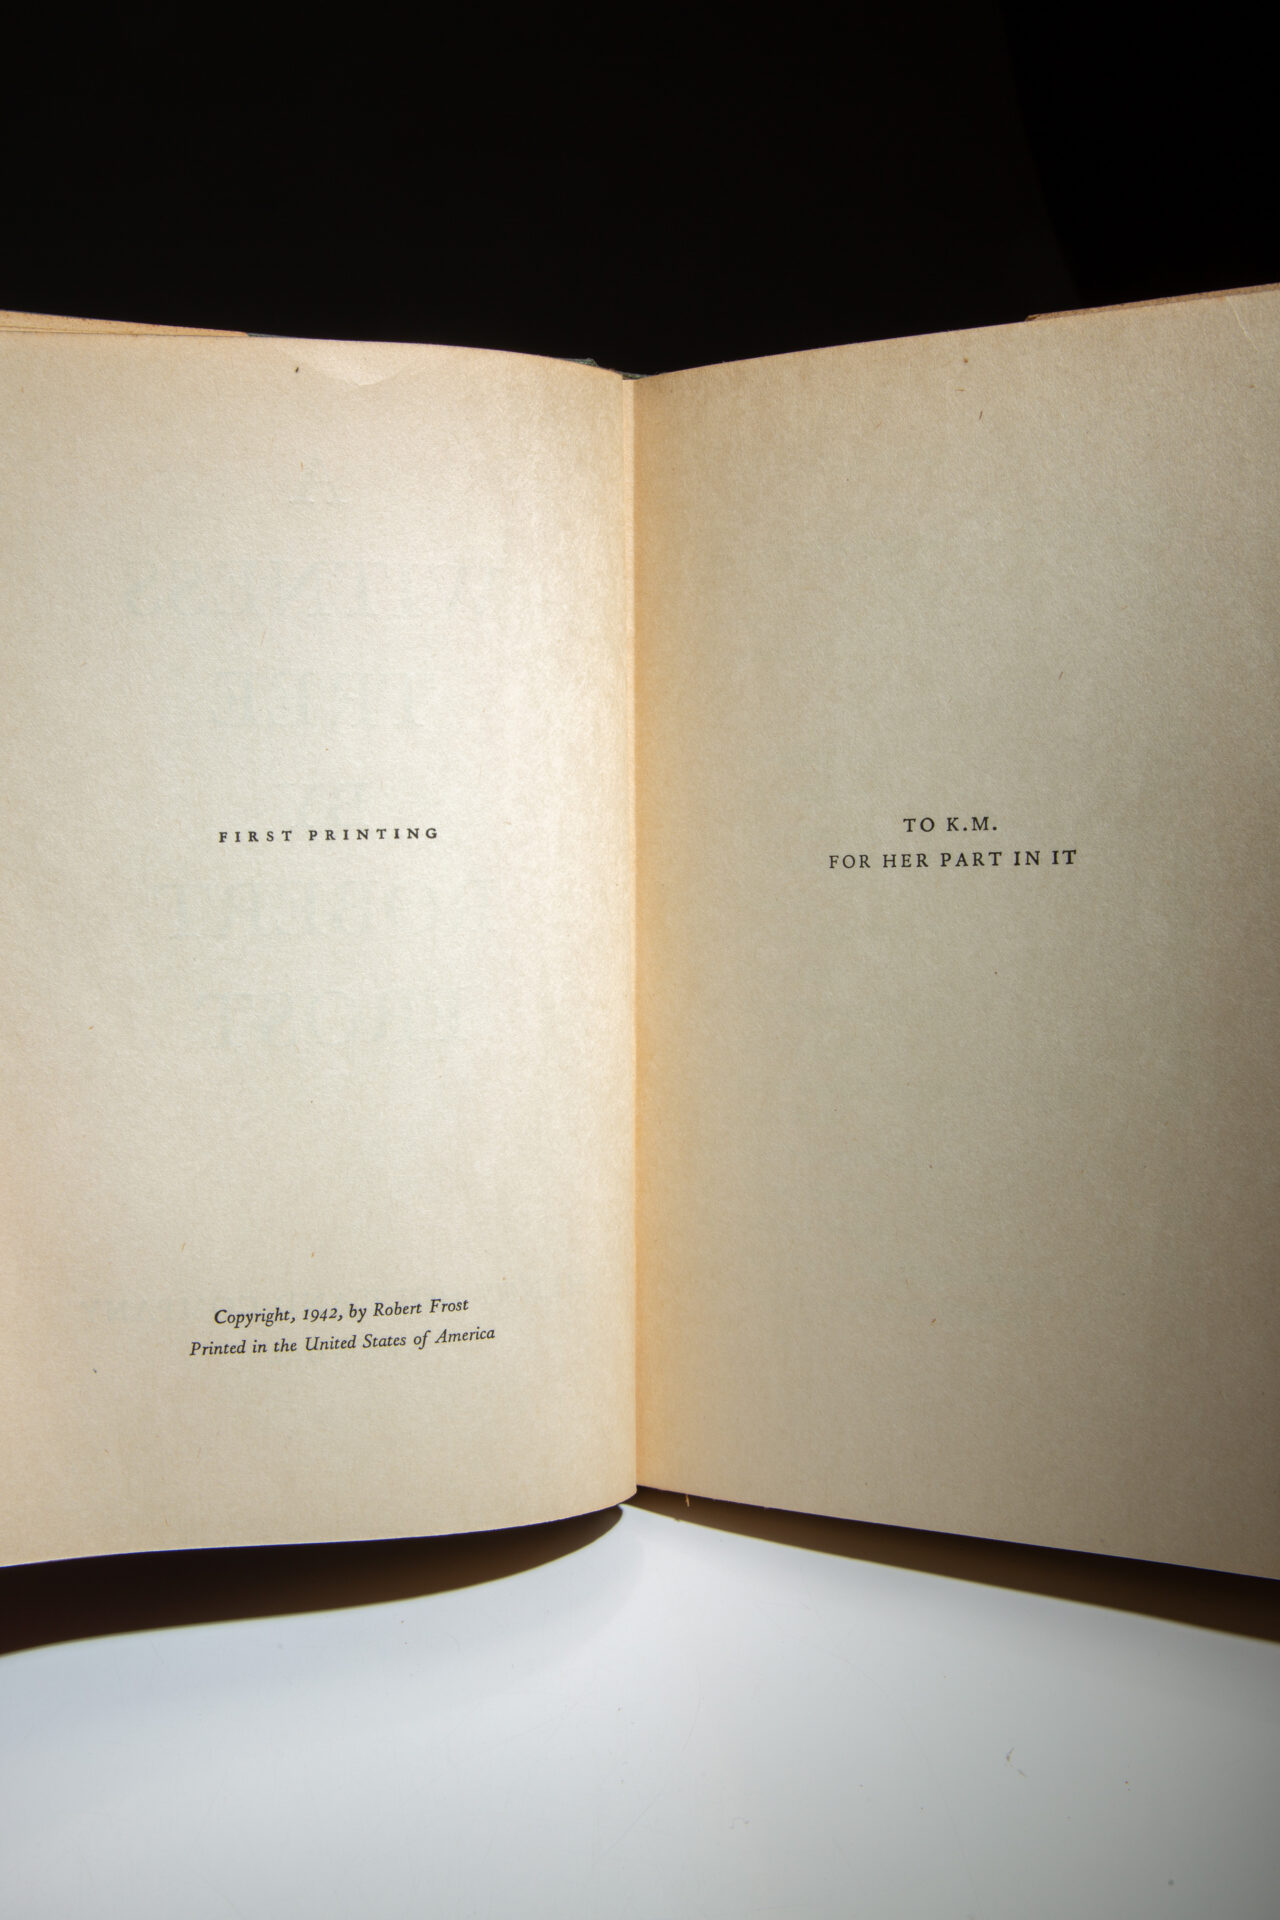 FIRST PRINTING
Copyright, 1942, by Robert Frost
Printed in the United States of America
TO K.M.
FOR HER PART IN IT